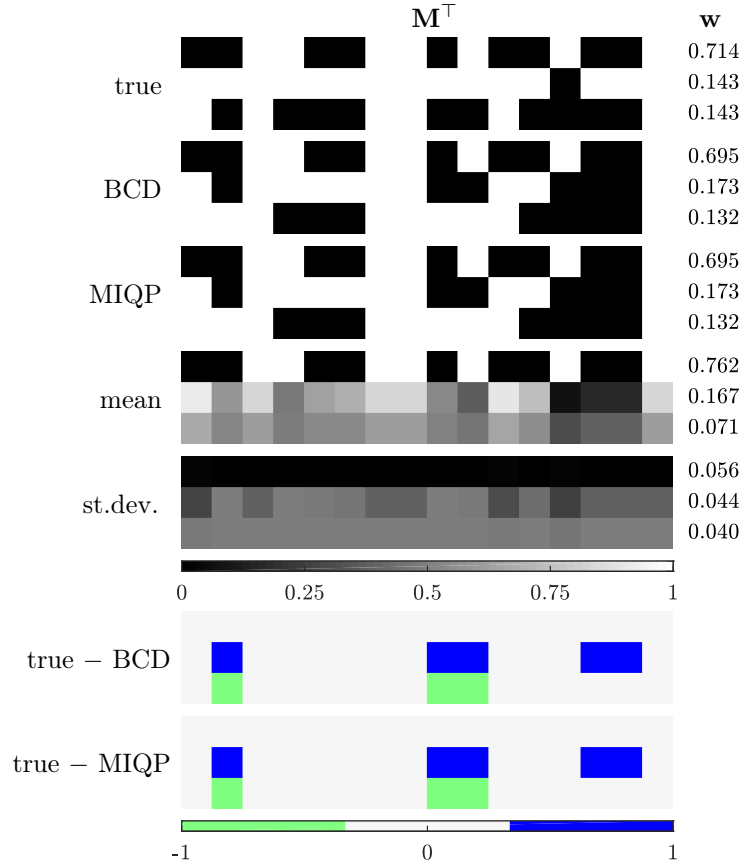 M⊤ w
0.714
true 0.143
0.143
0.695
BCD 0.173
0.132
0.695
MIQP 0.173
0.132
0.762
mean 0.167
0.071
0.056
st.dev. 0.044
0.040
0 0.25 0.5 0.75 1
true − BCD
true − MIQP
-1 0 1